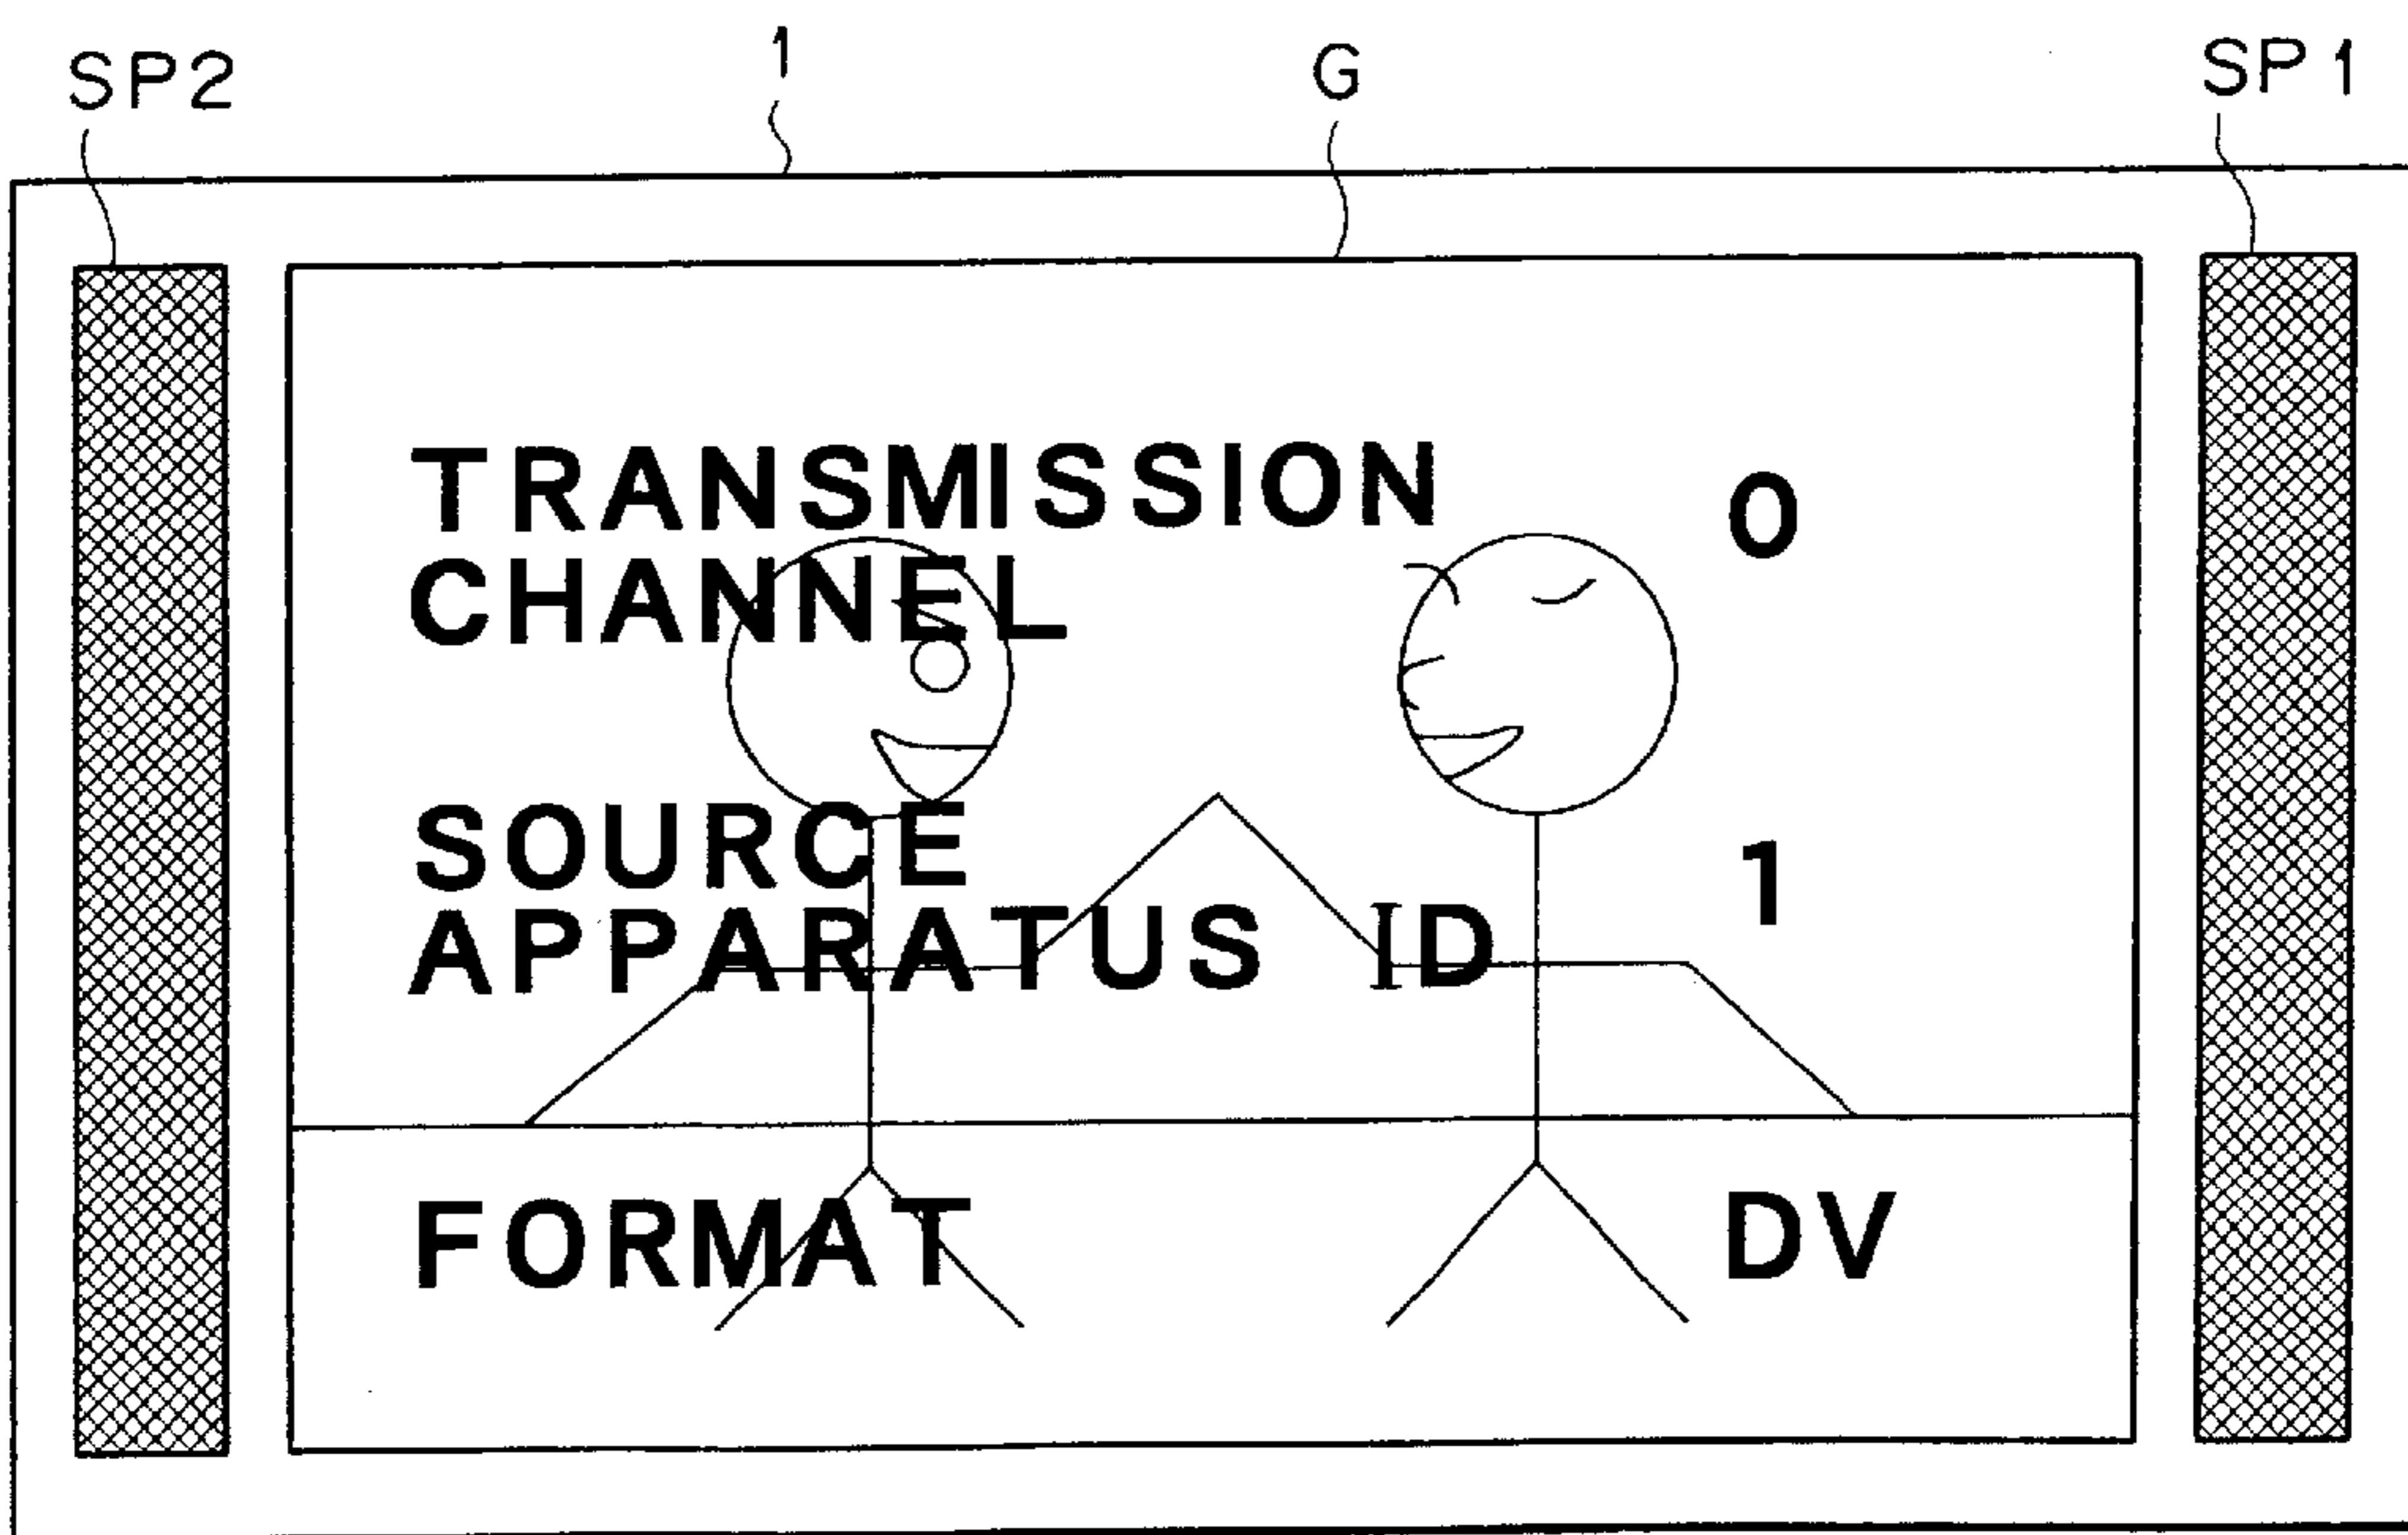 SP2 1 G SP1
TRANSMISSION
CHANNEL 0
SOURCE
APPARATUS ID 1
FORMAT DV